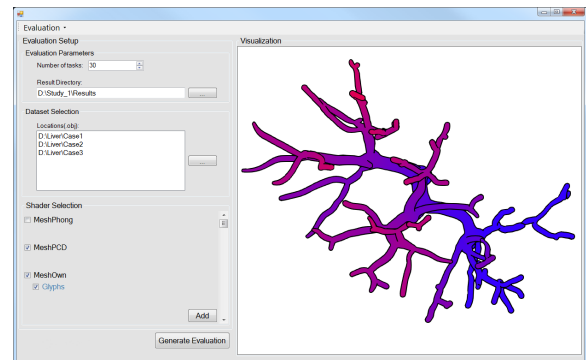 Evaluation
Evaluation Setup
Evaluation Parameters
Number of tasks: 30
Result Directory:
D:\Study_1\Results
...
Dataset Selection
Locations(.obj):
D:\Liver\Case1
D:\Liver\Case2
D:\Liver\Case3
...
Shader Selection
MeshPhong
MeshPCD
MeshOwn
Glyphs
Add
Generate Evaluation
Visualization